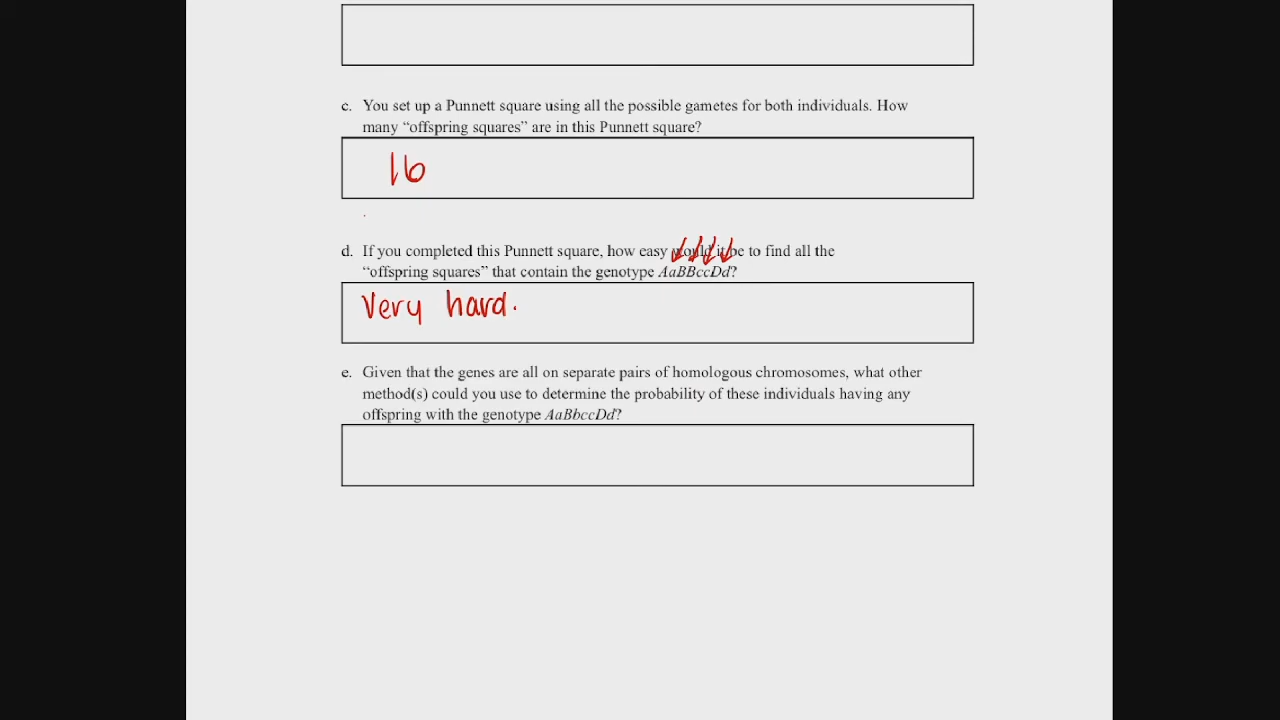 c. You set up a Punnett square using all the possible gametes for both individuals. How
many “offspring squares” are in this Punnett square?
16
d. If you completed this Punnett square, how easy would it be to find all the
“offspring squares” that contain the genotype AaBBccDd?
Very hard.
e. Given that the genes are all on separate pairs of homologous chromosomes, what other
method(s) could you use to determine the probability of these individuals having any
offspring with the genotype AaBbccDd?